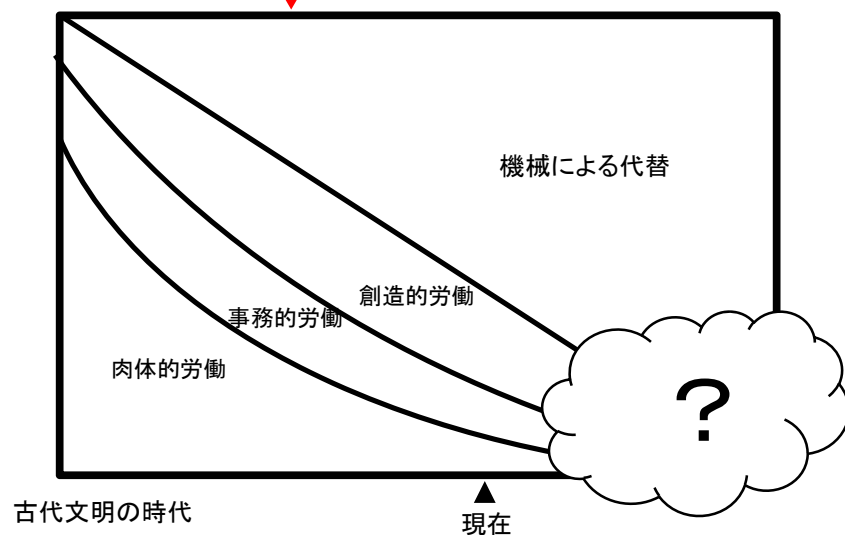 機械による代替
創造的労働
事務的労働
肉体的労働
?
古代文明の時代
▲
現在